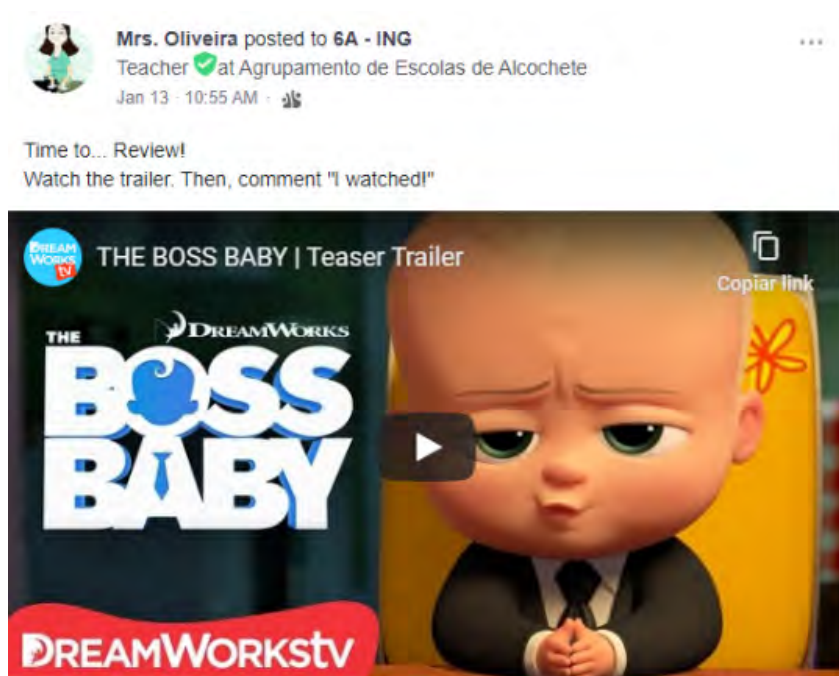 Mrs. Oliveira posted to 6A - ING
...
Teacher at Agrupamento de Escolas de Alcochete
Jan 13 · 10:55 AM ·
Time to... Review!
Watch the trailer. Then, comment "I watched!"
DREAMWORKS tv
THE BOSS BABY | Teaser Trailer
Copiar link
DREAMWORKS
THE
BOSS
BABY
DREAMWORKStv